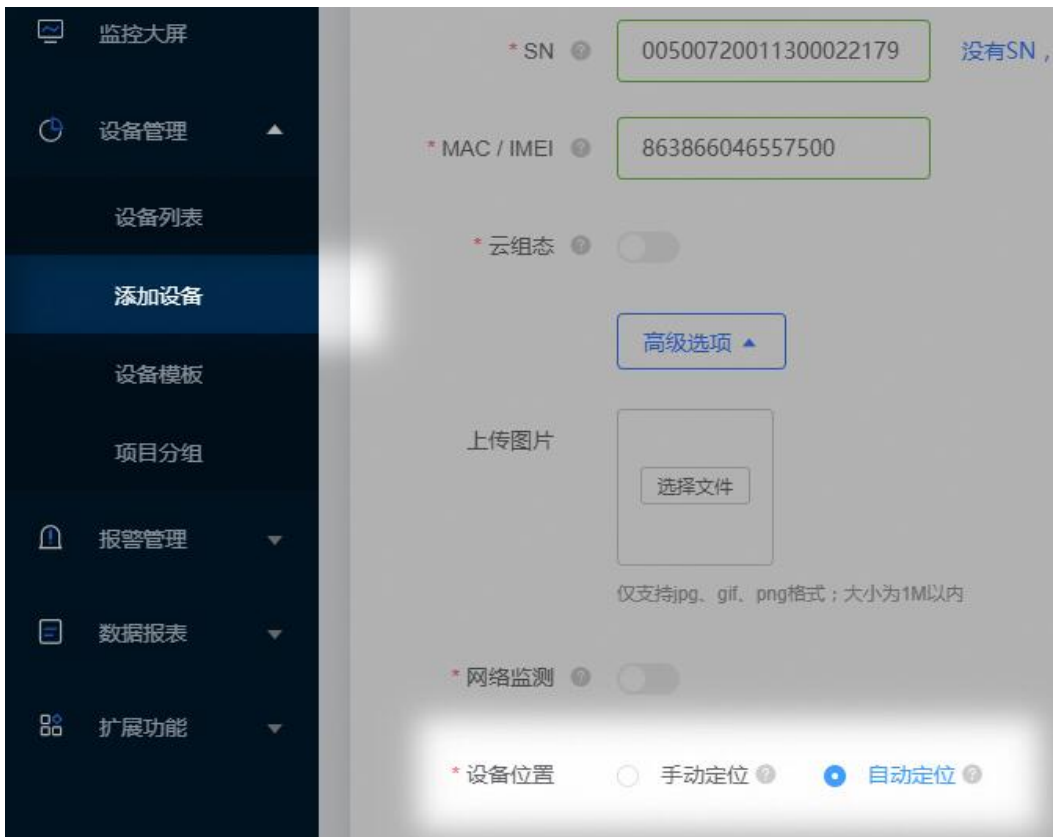 监控大屏
设备管理
设备列表
添加设备
设备模板
项目分组
报警管理
数据报表
扩展功能
* SN 00500720011300022179 没有SN，
* MAC / IMEI 863866046557500
* 云组态
高级选项
上传图片
选择文件
仅支持jpg、gif、png格式；大小为1M以内
* 网络监测
* 设备位置 手动定位 自动定位